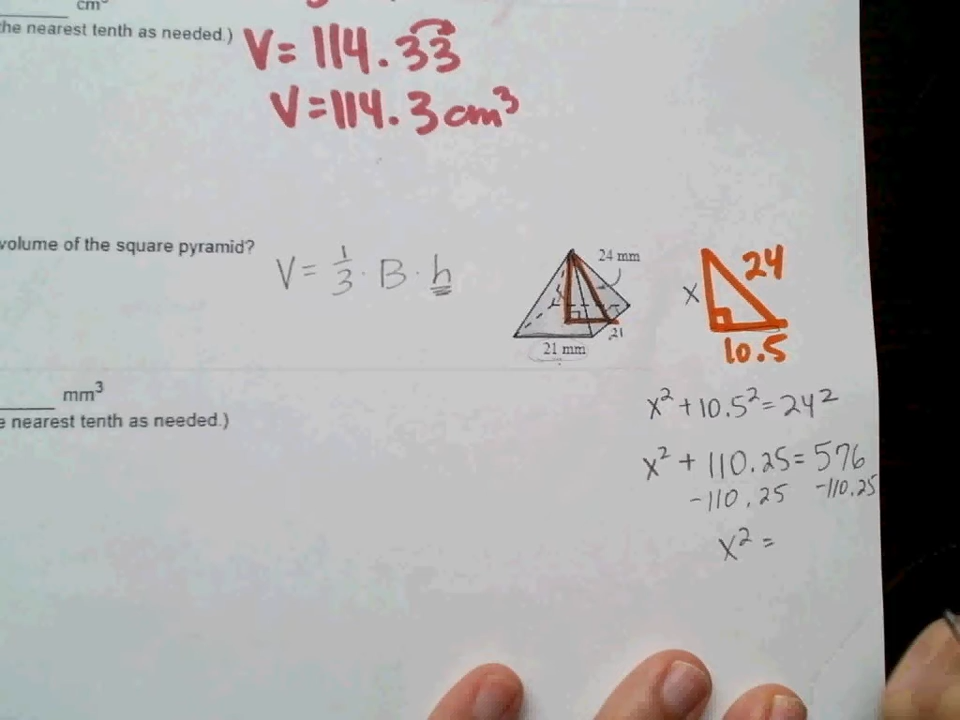 cm³
the nearest tenth as needed.)
V = 114.33
V = 114.3 cm³
volume of the square pyramid?
V = 1/3 · B · h
24 mm
x
21
21 mm
24
x
10.5
mm³
e nearest tenth as needed.)
x² + 10.5² = 24²
x² + 110.25 = 576
-110.25 -110.25
x² =